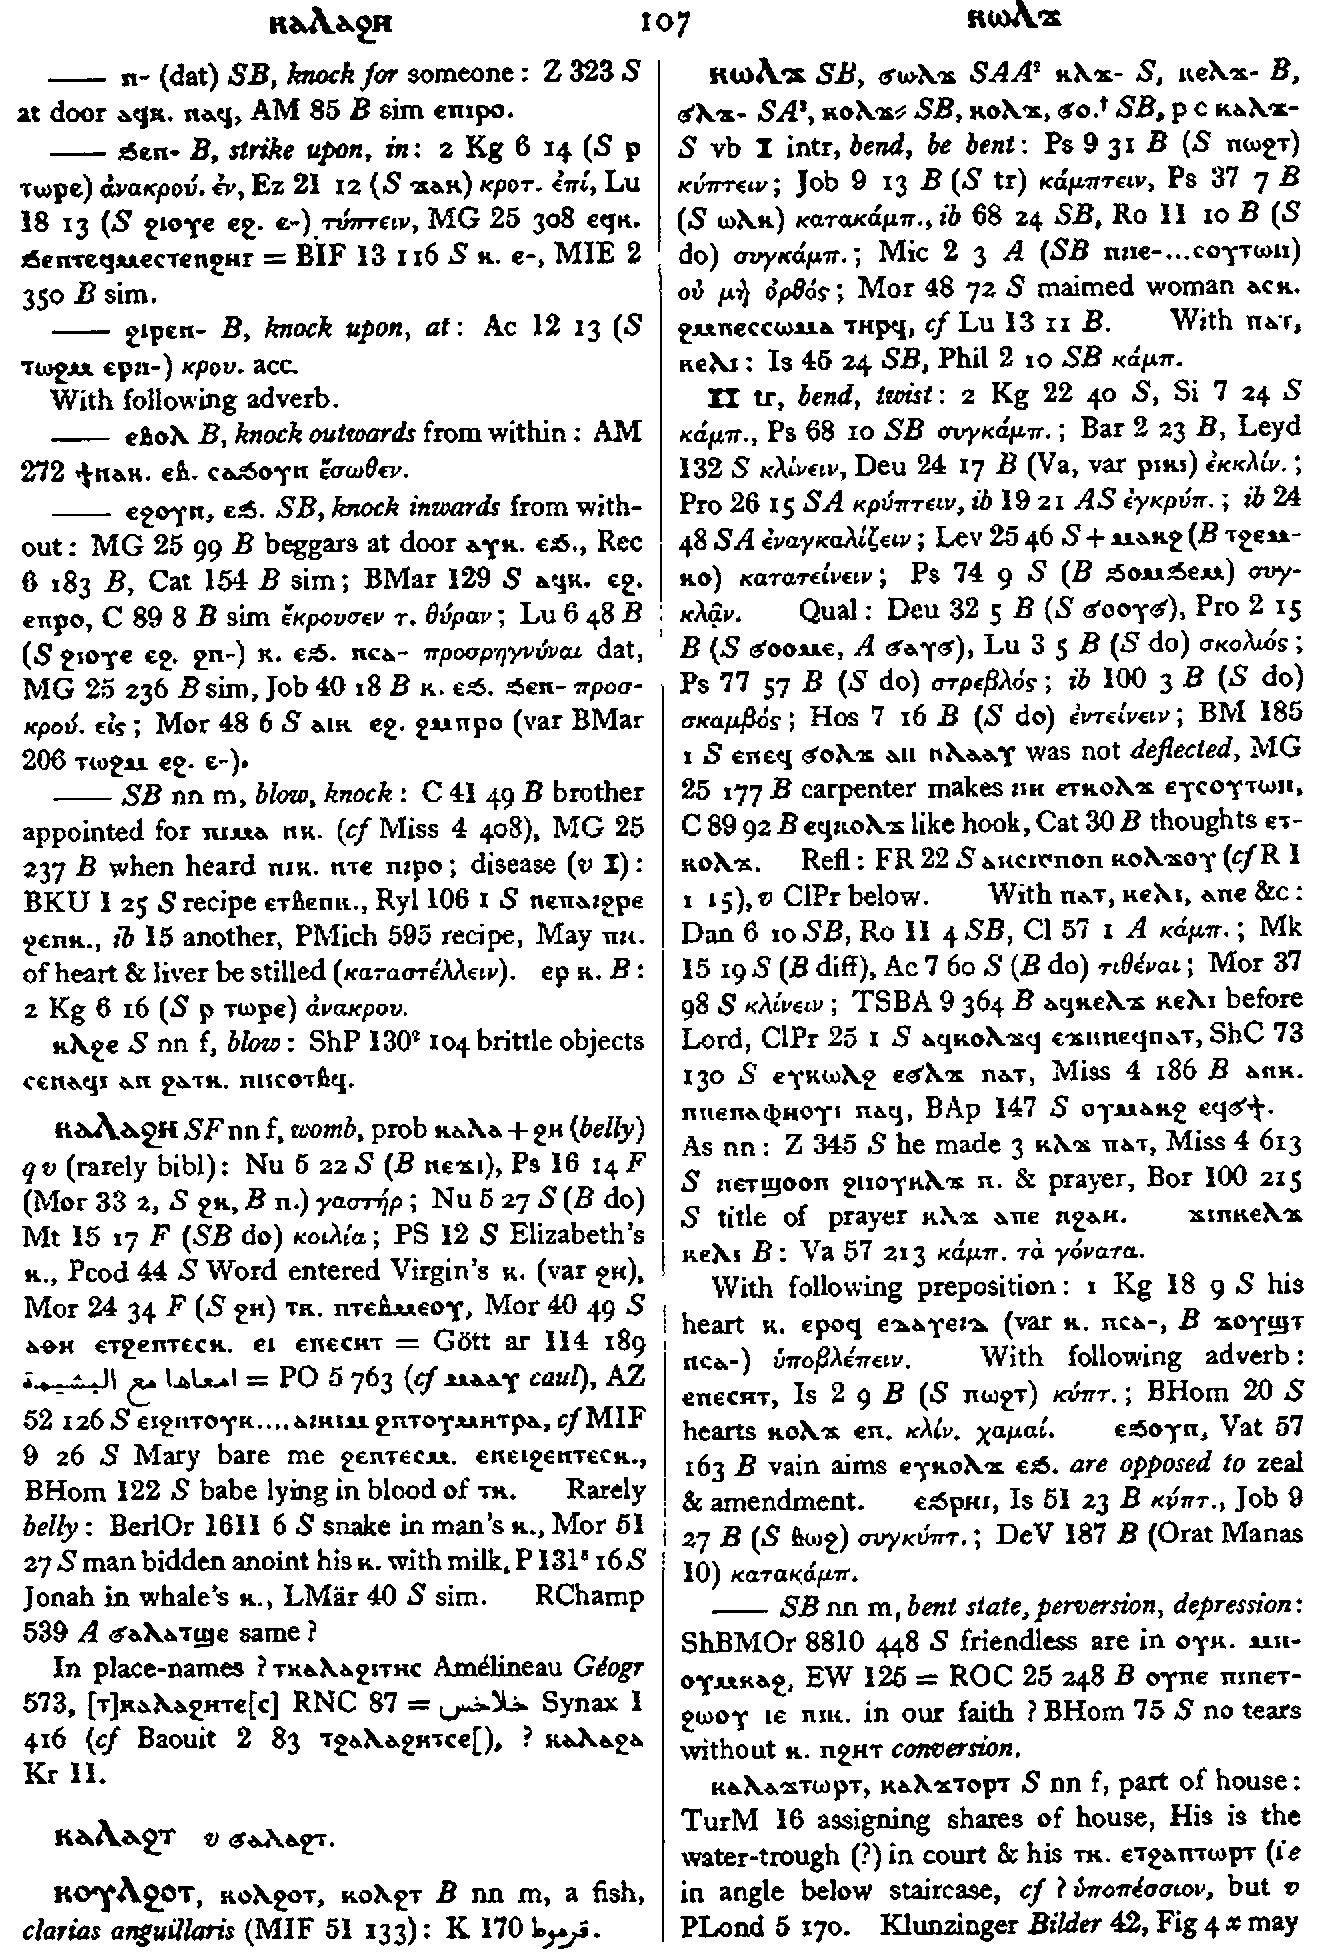 ⲕⲁⲗⲁϩⲏ 107 ⲕⲱⲗϫ
—— ⲛ- (dat) SB, knock for someone: Z 323 S
at door ⲁϥⲕ. ⲛⲁϥ, AM 85 B sim ⲉⲡⲓⲣⲟ.
—— ϧⲉⲛ- B, strike upon, in: 2 Kg 6 14 (S ⲣ
ⲧⲱⲣⲉ) ἀνακρού. ἐν, Ez 21 12 (S ϫⲁⲕ) κροτ. ἐπί, Lu
18 13 (S ϩⲓⲟⲩⲉ ⲉϩ. ⲉ-) τύπτειν, MG 25 308 ⲉϥⲕ.
ϧⲉⲛⲧⲉϥⲙⲉⲥⲧⲉⲛϩⲏⲧ = BIF 13 116 S ⲕ. ⲉ-, MIE 2
350 B sim.
—— ϩⲓⲣⲉⲛ- B, knock upon, at: Ac 12 13 (S
ⲧⲱϩⲙ ⲉⲣⲛ-) κρου. acc.
With following adverb.
—— ⲉⲃⲟⲗ B, knock outwards from within: AM
272 ϯⲛⲁⲕ. ⲉⲃ. ⲥⲁϧⲟⲩⲛ ἔσωθεν.
—— ⲉϩⲟⲩⲛ, ⲉϧ. SB, knock inwards from with-
out: MG 25 99 B beggars at door ⲁⲩⲕ. ⲉϧ., Rec
6 183 B, Cat 154 B sim; BMar 129 S ⲁϥⲕ. ⲉϩ.
ⲉⲡⲣⲟ, C 89 8 B sim ἔκρουσεν τ. θύραν; Lu 6 48 B
(S ϩⲓⲟⲩⲉ ⲉϩ. ϩⲛ-) ⲕ. ⲉϧ. ⲛⲥⲁ- προσρηγνύναι dat,
MG 25 236 B sim, Job 40 18 B ⲕ. ⲉϧ. ϧⲉⲛ- προσ-
κρού. εἰς; Mor 48 6 S ⲁⲓⲕ ⲉϩ. ϩⲙⲡⲣⲟ (var BMar
206 ⲧⲱϩⲙ ⲉϩ. ⲉ-).
—— SB nn m, blow, knock: C 41 49 B brother
appointed for ⲡⲓⲙⲁ ⲛⲕ. (cf Miss 4 408), MG 25
237 B when heard ⲡⲓⲕ. ⲛⲧⲉ ⲡⲓⲣⲟ; disease (v I):
BKU 1 25 S recipe ⲉⲧⲃⲉⲡⲕ., Ryl 106 1 S ⲡⲉⲡⲁⲓϩⲣⲉ
ϩⲉⲛⲕ., ib 15 another, PMich 595 recipe, May ⲡⲕ.
of heart & liver be stilled (καταστέλλειν). ⲉⲣ ⲕ. B:
2 Kg 6 16 (S ⲣ ⲧⲱⲣⲉ) ἀνακρου.
ⲕⲗϩⲉ S nn f, blow: ShP 130² 104 brittle objects
ⲥⲉⲛⲁϥⲓ ⲁⲛ ϩⲁⲧⲕ. ⲡⲓⲥⲟⲧⲃϥ.
ⲕⲁⲗⲁϩⲏ SF nn f, womb, prob ⲕⲁⲗⲁ + ϩⲏ (belly)
q v (rarely bibl): Nu 5 22 S (B ⲛⲉϫⲓ), Ps 16 14 F
(Mor 33 2, S ϩⲏ, B ⲛ.) γαστήρ; Nu 5 27 S (B do)
Mt 15 17 F (SB do) κοιλία; PS 12 S Elizabeth's
ⲕ., Pcod 44 S Word entered Virgin's ⲕ. (var ϩⲏ),
Mor 24 34 F (S ϩⲏ) ⲧⲕ. ⲛⲧⲉⲃⲙⲉⲟⲩ, Mor 40 49 S
ⲁⲑⲏ ⲉⲧϩⲉⲛⲧⲉⲥⲕ. ⲉⲓ ⲉⲡⲉⲥⲏⲧ = Gött ar 114 189
امعاها مع البشيمة = PO 5 763 (cf ⲙⲁⲁⲩ caul), AZ
52 126 S ⲉⲓϩⲛⲧⲟⲩⲕ....ⲁⲓⲕⲓⲙ ϩⲛⲧⲟⲩⲙⲏⲧⲣⲁ, cf MIF
9 26 S Mary bare me ϩⲉⲛⲧⲉⲥⲙ. ⲉⲛⲉⲓϩⲉⲛⲧⲉⲥⲕ.,
BHom 122 S babe lying in blood of ⲧⲕ. Rarely
belly: BerlOr 1611 6 S snake in man's ⲕ., Mor 51
27 S man bidden anoint his ⲕ. with milk, P 131⁸ 16 S
Jonah in whale's ⲕ., LMär 40 S sim. RChamp
539 A ϭⲁⲗⲁⲧϣⲉ same?
In place-names ? ⲧⲕⲁⲗⲁϩⲓⲧⲏⲥ Amélineau Géogr
573, [ⲧ]ⲕⲁⲗⲁϩⲏⲧⲉ[ⲥ] RNC 87 = خلاخس Synax 1
416 (cf Baouit 2 83 ⲧϩⲁⲗⲁϩⲏⲧⲥⲉ[), ? ⲕⲁⲗⲁϩⲁ
Kr 11.
ⲕⲁⲗⲁϩⲧ v ϭⲁⲗⲁϩⲧ.
ⲕⲟⲩⲗϩⲟⲧ, ⲕⲟⲗϩⲟⲧ, ⲕⲟⲗϩⲧ B nn m, a fish,
clarias anguillaris (MIF 51 133): K 170 قرموط.
ⲕⲱⲗϫ SB, ϭⲱⲗϫ SAA² ⲕⲗϫ- S, ⲕⲉⲗϫ- B,
ϭⲗϫ- SA², ⲕⲟⲗϫ⸗ SB, ⲕⲟⲗϫ, ϭⲟ.† SB, p c ⲕⲁⲗϫ-
S vb I intr, bend, be bent: Ps 9 31 B (S ⲡⲱϩⲧ)
κύπτειν; Job 9 13 B (S tr) κάμπτειν, Ps 37 7 B
(S ⲱⲗⲕ) κατακάμπ., ib 68 24 SB, Ro 11 10 B (S
do) συγκάμπ.; Mic 2 3 A (SB ⲛⲛⲉ-...ⲥⲟⲩⲧⲱⲛ)
οὐ μὴ ὀρθός; Mor 48 72 S maimed woman ⲁⲥⲕ.
ϩⲙⲡⲉⲥⲥⲱⲙⲁ ⲧⲏⲣϥ, cf Lu 13 11 B. With ⲡⲁⲧ,
ⲕⲉⲗⲓ: Is 45 24 SB, Phil 2 10 SB κάμπ.
II tr, bend, twist: 2 Kg 22 40 S, Si 7 24 S
κάμπ., Ps 68 10 SB συγκάμπ.; Bar 2 23 B, Leyd
132 S κλίνειν, Deu 24 17 B (Va, var ⲣⲓⲕⲓ) ἐκκλίν.;
Pro 26 15 SA κρύπτειν, ib 19 21 AS ἐγκρύπ.; ib 24
48 SA ἐναγκαλίζειν; Lev 25 46 S + ⲙⲁⲕϩ (B ⲧϩⲉⲙ-
ⲕⲟ) κατατείνειν; Ps 74 9 S (B ϧⲟⲙϧⲉⲙ) συγ-
κλᾶν. Qual: Deu 32 5 B (S ϭⲟⲟⲩϭ), Pro 2 15
B (S ϭⲟⲟⲙⲉ, A ϭⲁⲩϭ), Lu 3 5 B (S do) σκολιός;
Ps 77 57 B (S do) στρεβλός; ib 100 3 B (S do)
σκαμβός; Hos 7 16 B (S do) ἐντείνειν; BM 185
1 S ⲉⲛⲉϥ ϭⲟⲗϫ ⲁⲛ ⲛⲗⲁⲁⲩ was not deflected, MG
25 177 B carpenter makes ⲛⲏ ⲉⲧⲕⲟⲗϫ ⲉⲩⲥⲟⲩⲧⲱⲛ,
C 89 92 B ⲉϥⲕⲟⲗϫ like hook, Cat 30 B thoughts ⲉⲧ-
ⲕⲟⲗϫ. Refl: FR 22 S ⲁⲕⲥⲓⲣⲡⲟⲛ ⲕⲟⲗϫⲟⲩ (cf R 1
1 15), v ClPr below. With ⲡⲁⲧ, ⲕⲉⲗⲓ, ⲁⲡⲉ &c:
Dan 6 10 SB, Ro 11 4 SB, Cl 57 1 A κάμπ.; Mk
15 19 S (B diff), Ac 7 60 S (B do) τιθέναι; Mor 37
98 S κλίνειν; TSBA 9 364 B ⲁϥⲕⲉⲗϫ ⲕⲉⲗⲓ before
Lord, ClPr 25 1 S ⲁϥⲕⲟⲗϫϥ ⲉϫⲛⲛⲉϥⲡⲁⲧ, ShC 73
130 S ⲉⲩⲕⲱⲗϩ ⲉϭⲗϫ ⲡⲁⲧ, Miss 4 186 B ⲁⲛⲕ.
ⲛⲛⲉⲛⲁⲫⲏⲟⲩⲓ ⲛⲁϥ, BAp 147 S ⲟⲩⲙⲁⲕϩ ⲉϥϭϯ.
As nn: Z 345 S he made 3 ⲕⲗϫ ⲡⲁⲧ, Miss 4 613
S ⲡⲉⲧϣⲟⲟⲡ ϩⲓⲟⲩⲕⲗϫ ⲡ. & prayer, Bor 100 215
S title of prayer ⲕⲗϫ ⲁⲡⲉ ⲛϩⲁⲕ. ϫⲓⲛⲕⲉⲗϫ
ⲕⲉⲗⲓ B: Va 57 213 κάμπ. τὰ γόνατα.
With following preposition: 1 Kg 18 9 S his
heart ⲕ. ⲉⲣⲟϥ ⲉⲇⲁⲩⲉⲓⲇ (var ⲕ. ⲛⲥⲁ-, B ϫⲟⲩϣⲧ
ⲛⲥⲁ-) ὑποβλέπειν. With following adverb:
ⲉⲡⲉⲥⲏⲧ, Is 2 9 B (S ⲡⲱϩⲧ) κύπτ.; BHom 20 S
hearts ⲕⲟⲗϫ ⲉⲡ. κλίν. χαμαί. ⲉϧⲟⲩⲛ, Vat 57
163 B vain aims ⲉⲩⲕⲟⲗϫ ⲉϧ. are opposed to zeal
& amendment. ⲉϧⲣⲏⲓ, Is 51 23 B κύπτ., Job 9
27 B (S ⲃⲱϩ) συγκύπτ.; DeV 187 B (Orat Manas
10) κατακάμπ.
—— SB nn m, bent state, perversion, depression:
ShBMOr 8810 448 S friendless are in ⲟⲩⲕ. ⲙⲛ-
ⲟⲩⲙⲕⲁϩ, EW 125 = ROC 25 248 B ⲟⲩⲡⲉ ⲡⲓⲡⲉⲧ-
ϩⲱⲟⲩ ⲓⲉ ⲡⲓⲕ. in our faith? BHom 75 S no tears
without ⲕ. ⲛϩⲏⲧ conversion.
ⲕⲁⲗⲁϫⲧⲱⲣⲧ, ⲕⲁⲗϫⲧⲟⲣⲧ S nn f, part of house:
TurM 16 assigning shares of house, His is the
water-trough (?) in court & his ⲧⲕ. ⲉⲧϩⲁⲡⲧⲱⲣⲧ (i e
in angle below staircase, cf ? ὑποπέσσιον, but v
PLond 5 170. Klunzinger Bilder 42, Fig 4 x may